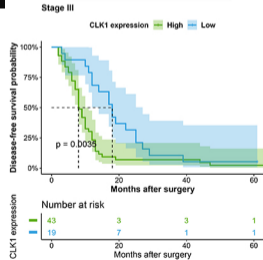 Stage III
CLK1 expression High Low
Disease-free survival probability
100%
75%
50%
25%
0%
p = 0.0035
0 20 40 60
Months after surgery
Number at risk
CLK1 expression
43 3 3 1
19 7 1 1
0 20 40 60
Months after surgery